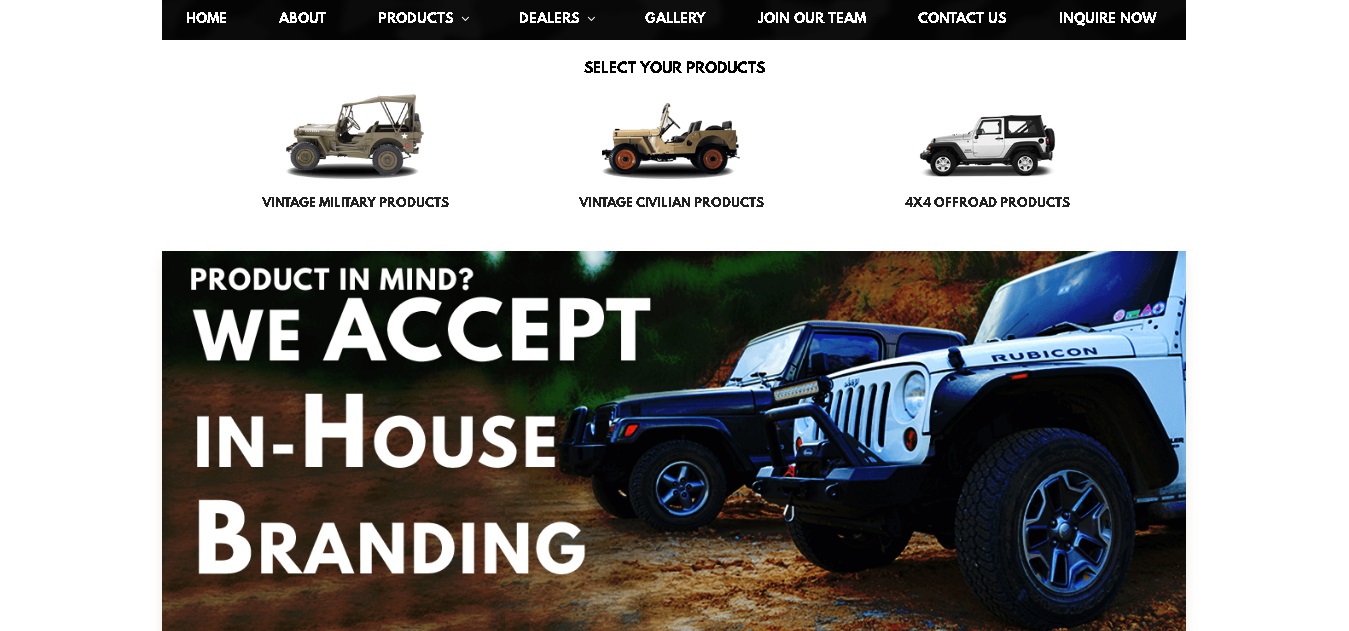 HOME ABOUT PRODUCTS DEALERS GALLERY JOIN OUR TEAM CONTACT US INQUIRE NOW
SELECT YOUR PRODUCTS
VINTAGE MILITARY PRODUCTS VINTAGE CIVILIAN PRODUCTS 4X4 OFFROAD PRODUCTS
PRODUCT IN MIND?
WE ACCEPT
IN-HOUSE
BRANDING
RUBICON
Jeep